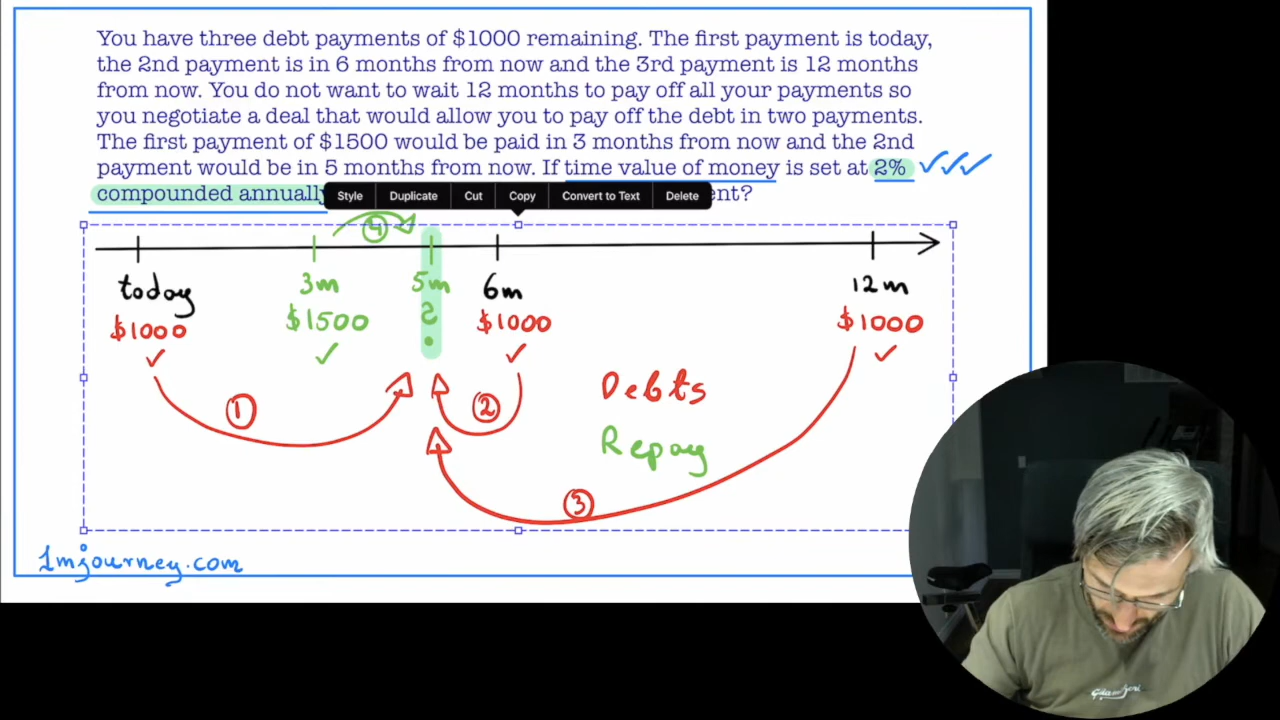 You have three debt payments of $1000 remaining. The first payment is today,
the 2nd payment is in 6 months from now and the 3rd payment is 12 months
from now. You do not want to wait 12 months to pay off all your payments so
you negotiate a deal that would allow you to pay off the debt in two payments.
The first payment of $1500 would be paid in 3 months from now and the 2nd
payment would be in 5 months from now. If time value of money is set at 2%
compounded annually
Style Duplicate Cut Copy Convert to Text Delete
4
today 3m 5m 6m 12m
$1000 $1500 ? $1000 $1000
1 2 Debts
Repay
3
1mjourney.com